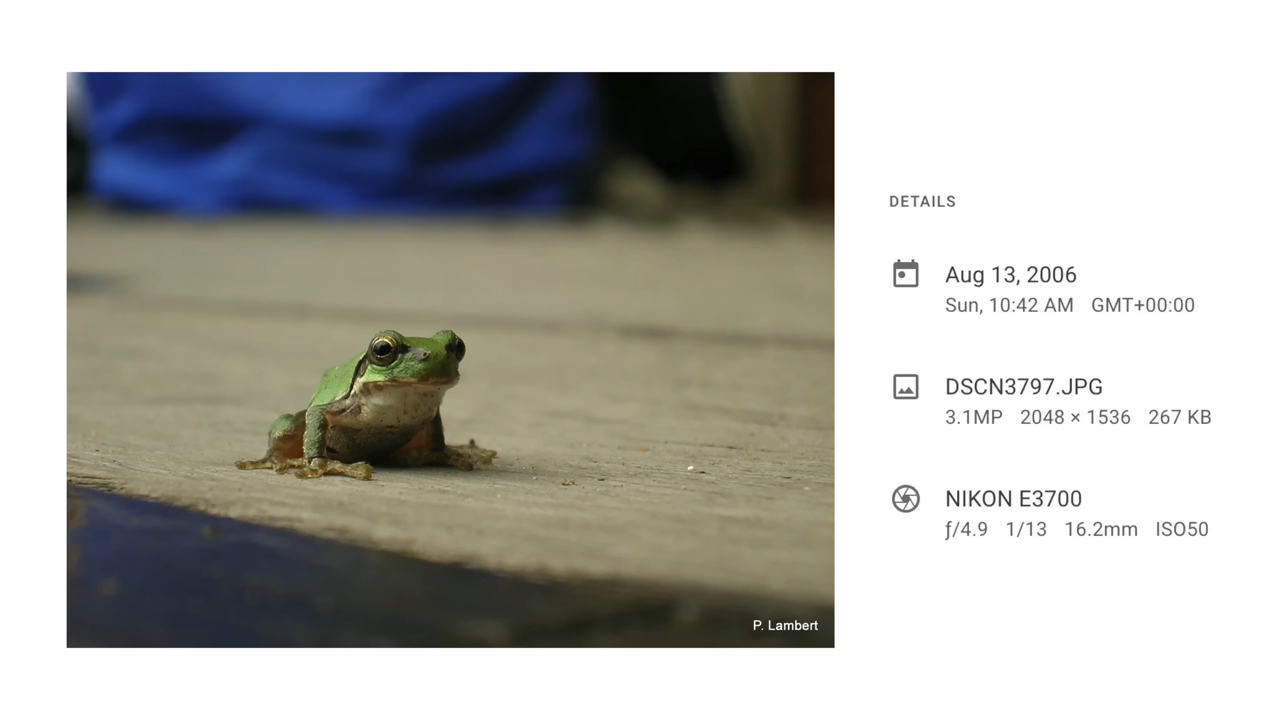 P. Lambert
DETAILS
Aug 13, 2006
Sun, 10:42 AM GMT+00:00
DSCN3797.JPG
3.1MP 2048 × 1536 267 KB
NIKON E3700
ƒ/4.9 1/13 16.2mm ISO50